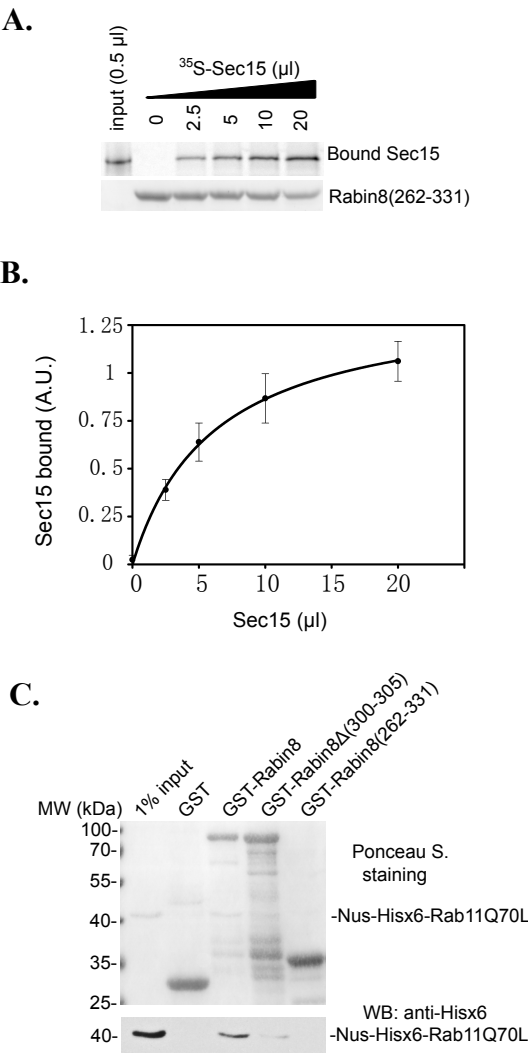 A.
input (0.5 µl)
35S-Sec15 (µl)
0 2.5 5 10 20
Bound Sec15
Rabin8(262-331)
B.
Sec15 bound (A.U.)
1.25
1
0.75
0.5
0.25
0
0 5 10 15 20
Sec15 (µl)
C.
MW (kDa)
1% input
GST
GST-Rabin8
GST-Rabin8Δ(300-305)
GST-Rabin8(262-331)
100-
70-
55-
40-
35-
25-
Ponceau S.
staining
-Nus-Hisx6-Rab11Q70L
WB: anti-Hisx6
40-
-Nus-Hisx6-Rab11Q70L